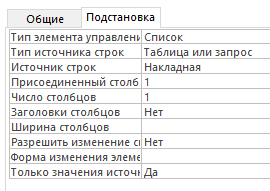 Общие Подстановка
Тип элемента управлени Список
Тип источника строк Таблица или запрос
Источник строк Накладная
Присоединенный столб 1
Число столбцов 1
Заголовки столбцов Нет
Ширина столбцов
Разрешить изменение сп Нет
Форма изменения элеме
Только значения источн Да